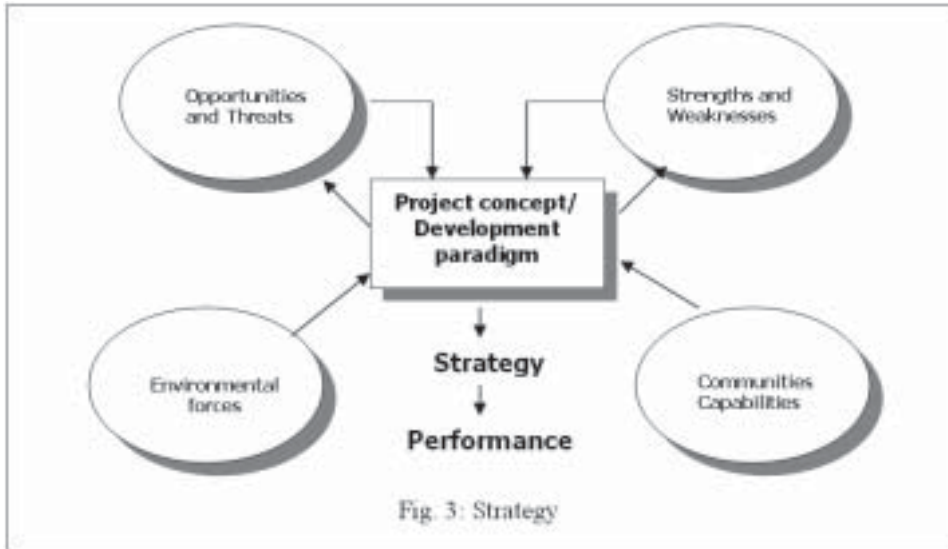 Opportunities
and Threats
Strengths and
Weaknesses
Project concept/
Development
paradigm
Environmental
forces
Strategy
Communities
Capabilities
Performance
Fig. 3: Strategy